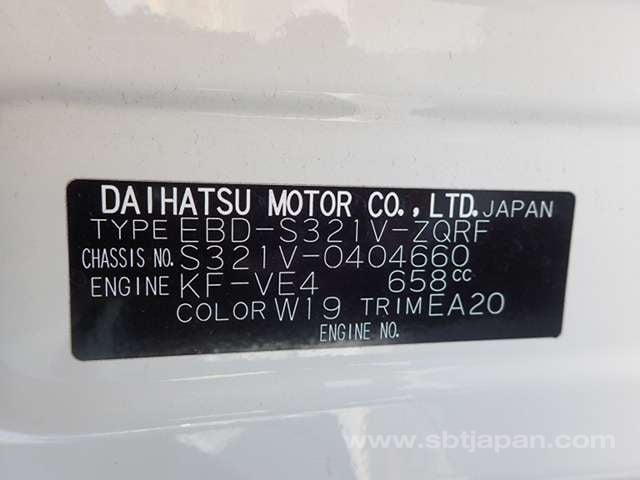 DAIHATSU MOTOR CO., LTD. JAPAN
TYPE EBD-S321V-ZQRF
CHASSIS NO. S321V-0404660
ENGINE KF-VE4 658cc
COLOR W19 TRIM EA20
ENGINE NO.
www.sbtjapan.com